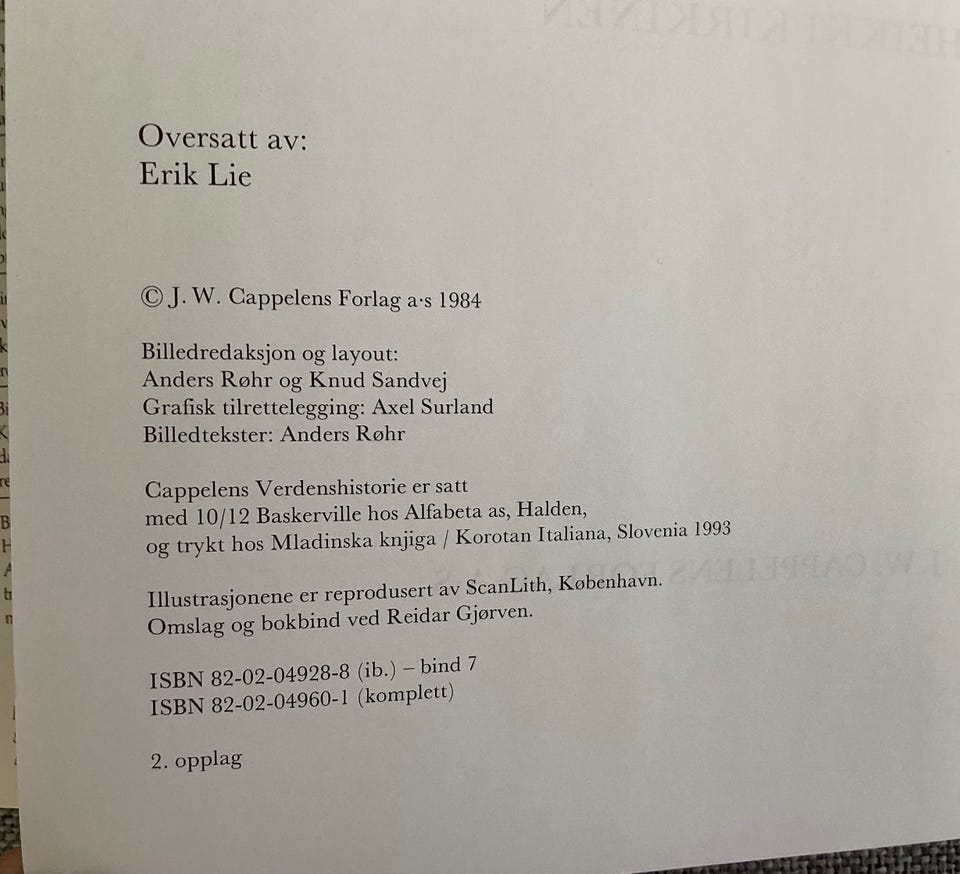 Oversatt av:
Erik Lie
© J. W. Cappelens Forlag a·s 1984
Billedredaksjon og layout:
Anders Røhr og Knud Sandvej
Grafisk tilrettelegging: Axel Surland
Billedtekster: Anders Røhr
Cappelens Verdenshistorie er satt
med 10/12 Baskerville hos Alfabeta as, Halden,
og trykt hos Mladinska knjiga / Korotan Italiana, Slovenia 1993
Illustrasjonene er reprodusert av ScanLith, København.
Omslag og bokbind ved Reidar Gjørven.
ISBN 82-02-04928-8 (ib.) – bind 7
ISBN 82-02-04960-1 (komplett)
2. opplag